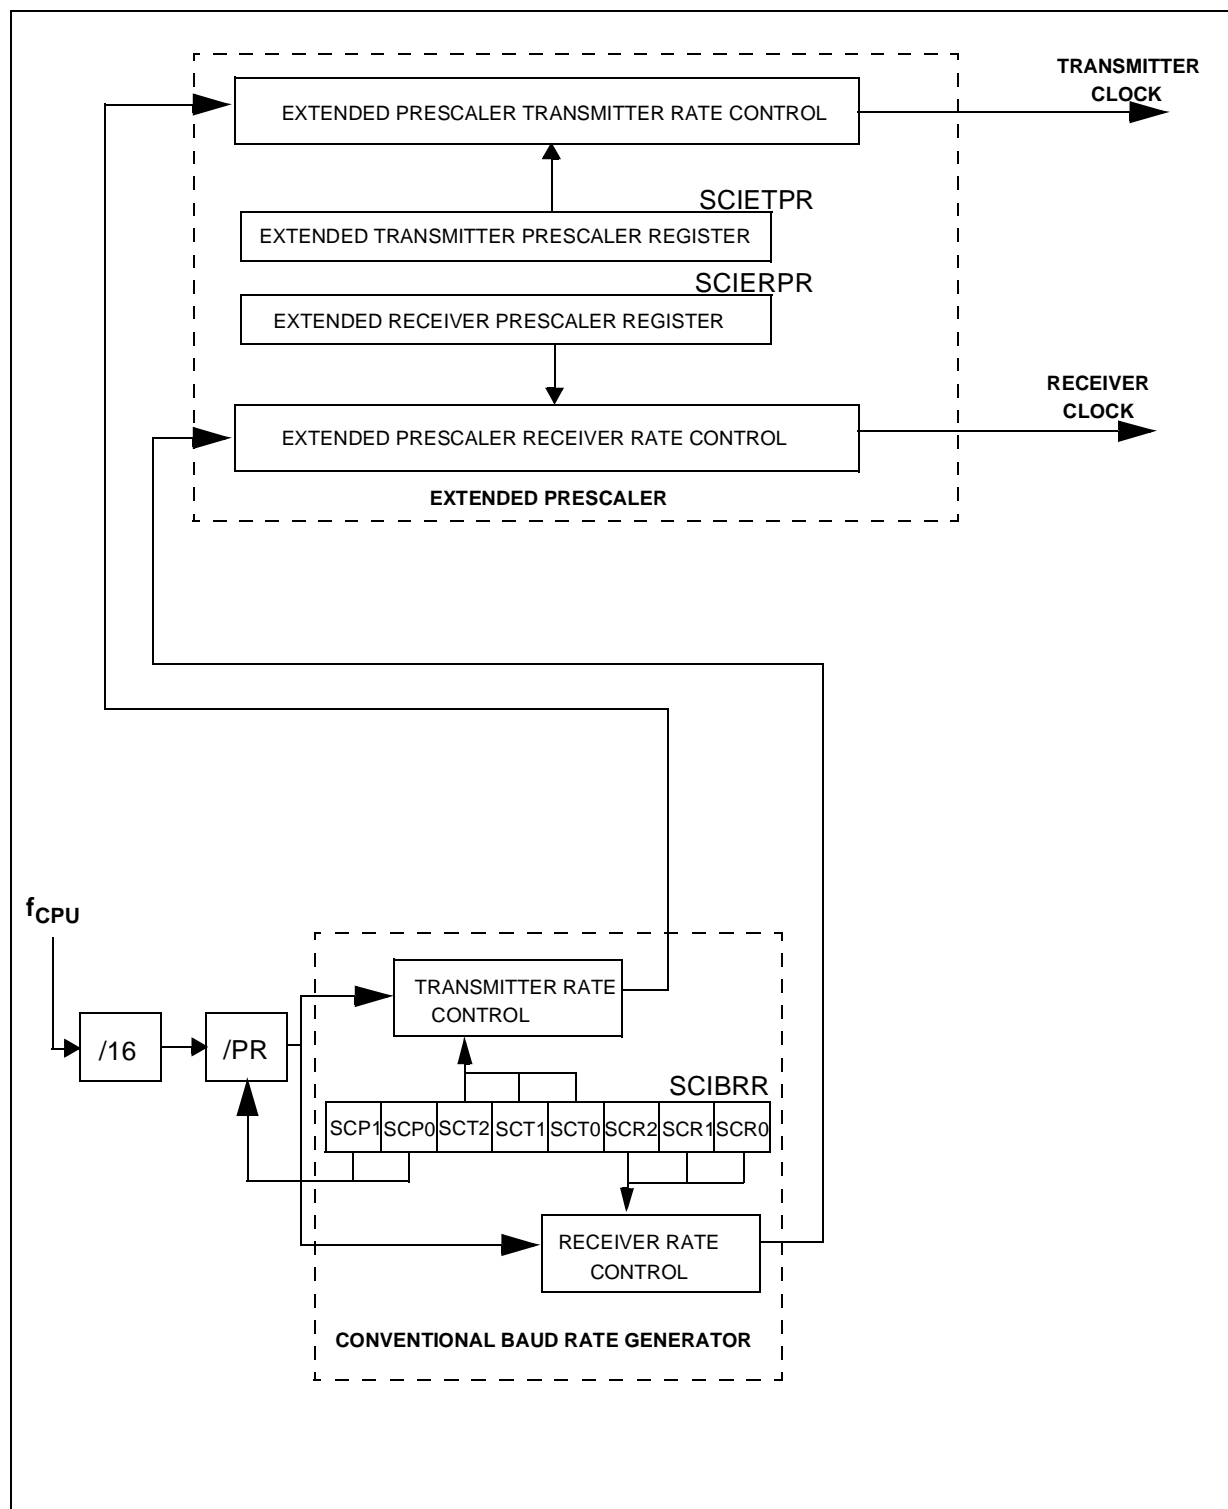 TRANSMITTER
CLOCK
EXTENDED PRESCALER TRANSMITTER RATE CONTROL
SCIETPR
EXTENDED TRANSMITTER PRESCALER REGISTER
SCIERPR
EXTENDED RECEIVER PRESCALER REGISTER
RECEIVER
CLOCK
EXTENDED PRESCALER RECEIVER RATE CONTROL
EXTENDED PRESCALER
fCPU
TRANSMITTER RATE
CONTROL
/16
/PR
SCIBRR
SCP1 SCP0 SCT2 SCT1 SCT0 SCR2 SCR1 SCR0
RECEIVER RATE
CONTROL
CONVENTIONAL BAUD RATE GENERATOR